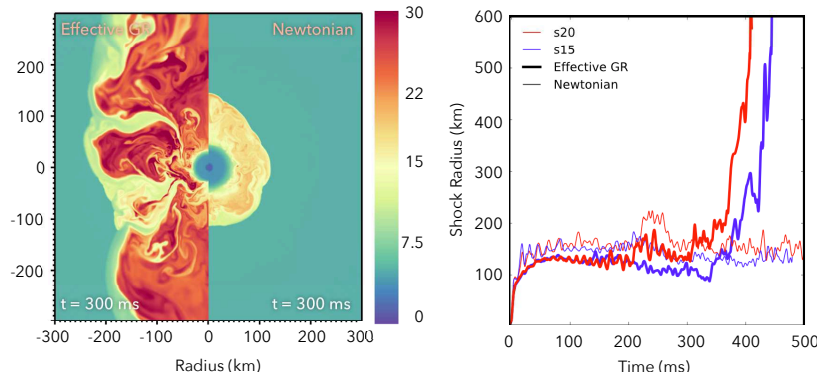 Effective GR
Newtonian
t = 300 ms
t = 300 ms
200
100
0
-100
-200
-300
-200
-100
0
100
200
300
Radius (km)
30
22
15
7.5
0
s20
s15
Effective GR
Newtonian
600
500
400
300
200
100
Shock Radius (km)
0
100
200
300
400
500
Time (ms)